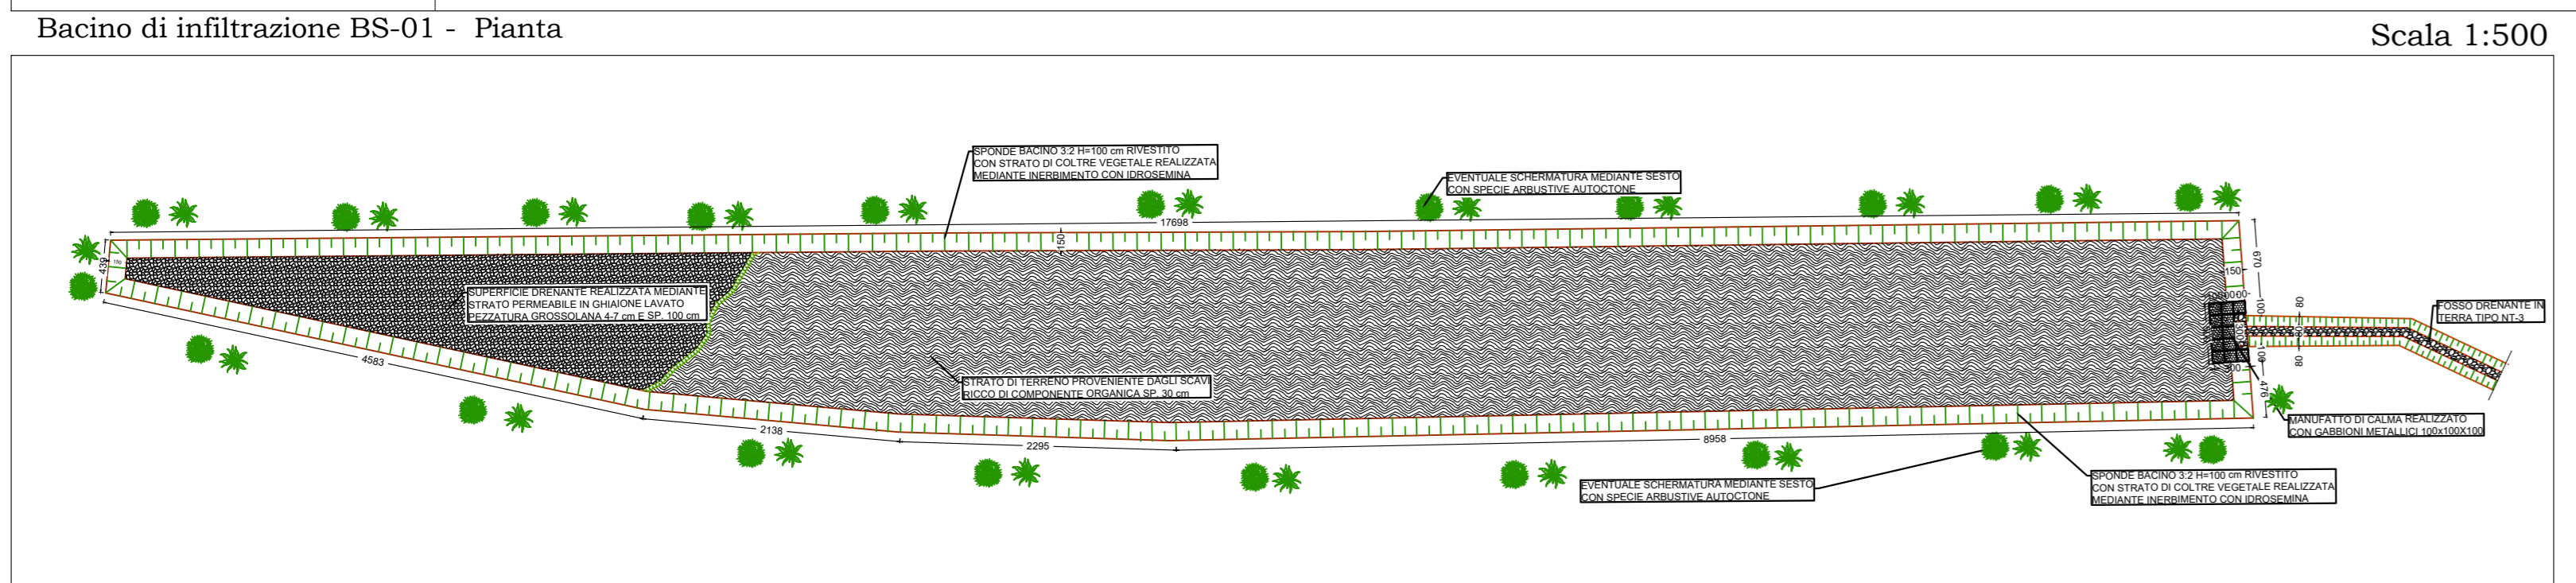 Bacino di infiltrazione BS-01 - Pianta
Scala 1:500
SPONDE BACINO 3:2 H=100 cm RIVESTITO
CON STRATO DI COLTRE VEGETALE REALIZZATA
MEDIANTE INERBIMENTO CON IDROSEMINA
EVENTUALE SCHERMATURA MEDIANTE SESTO
CON SPECIE ARBUSTIVE AUTOCTONE
17698
150
439
150
670
150
SUPERFICIE DRENANTE REALIZZATA MEDIANTE
STRATO PERMEABILE IN GHIAIONE LAVATO
PEZZATURA GROSSOLANA 4-7 cm E SP. 100 cm
100
80
FOSSO DRENANTE IN
TERRA TIPO NT-3
100
80
4583
STRATO DI TERRENO PROVENIENTE DAGLI SCAVI
RICCO DI COMPONENTE ORGANICA SP. 30 cm
476
MANUFATTO DI CALMA REALIZZATO
CON GABBIONI METALLICI 100x100X100
2138
2295
8958
EVENTUALE SCHERMATURA MEDIANTE SESTO
CON SPECIE ARBUSTIVE AUTOCTONE
SPONDE BACINO 3:2 H=100 cm RIVESTITO
CON STRATO DI COLTRE VEGETALE REALIZZATA
MEDIANTE INERBIMENTO CON IDROSEMINA